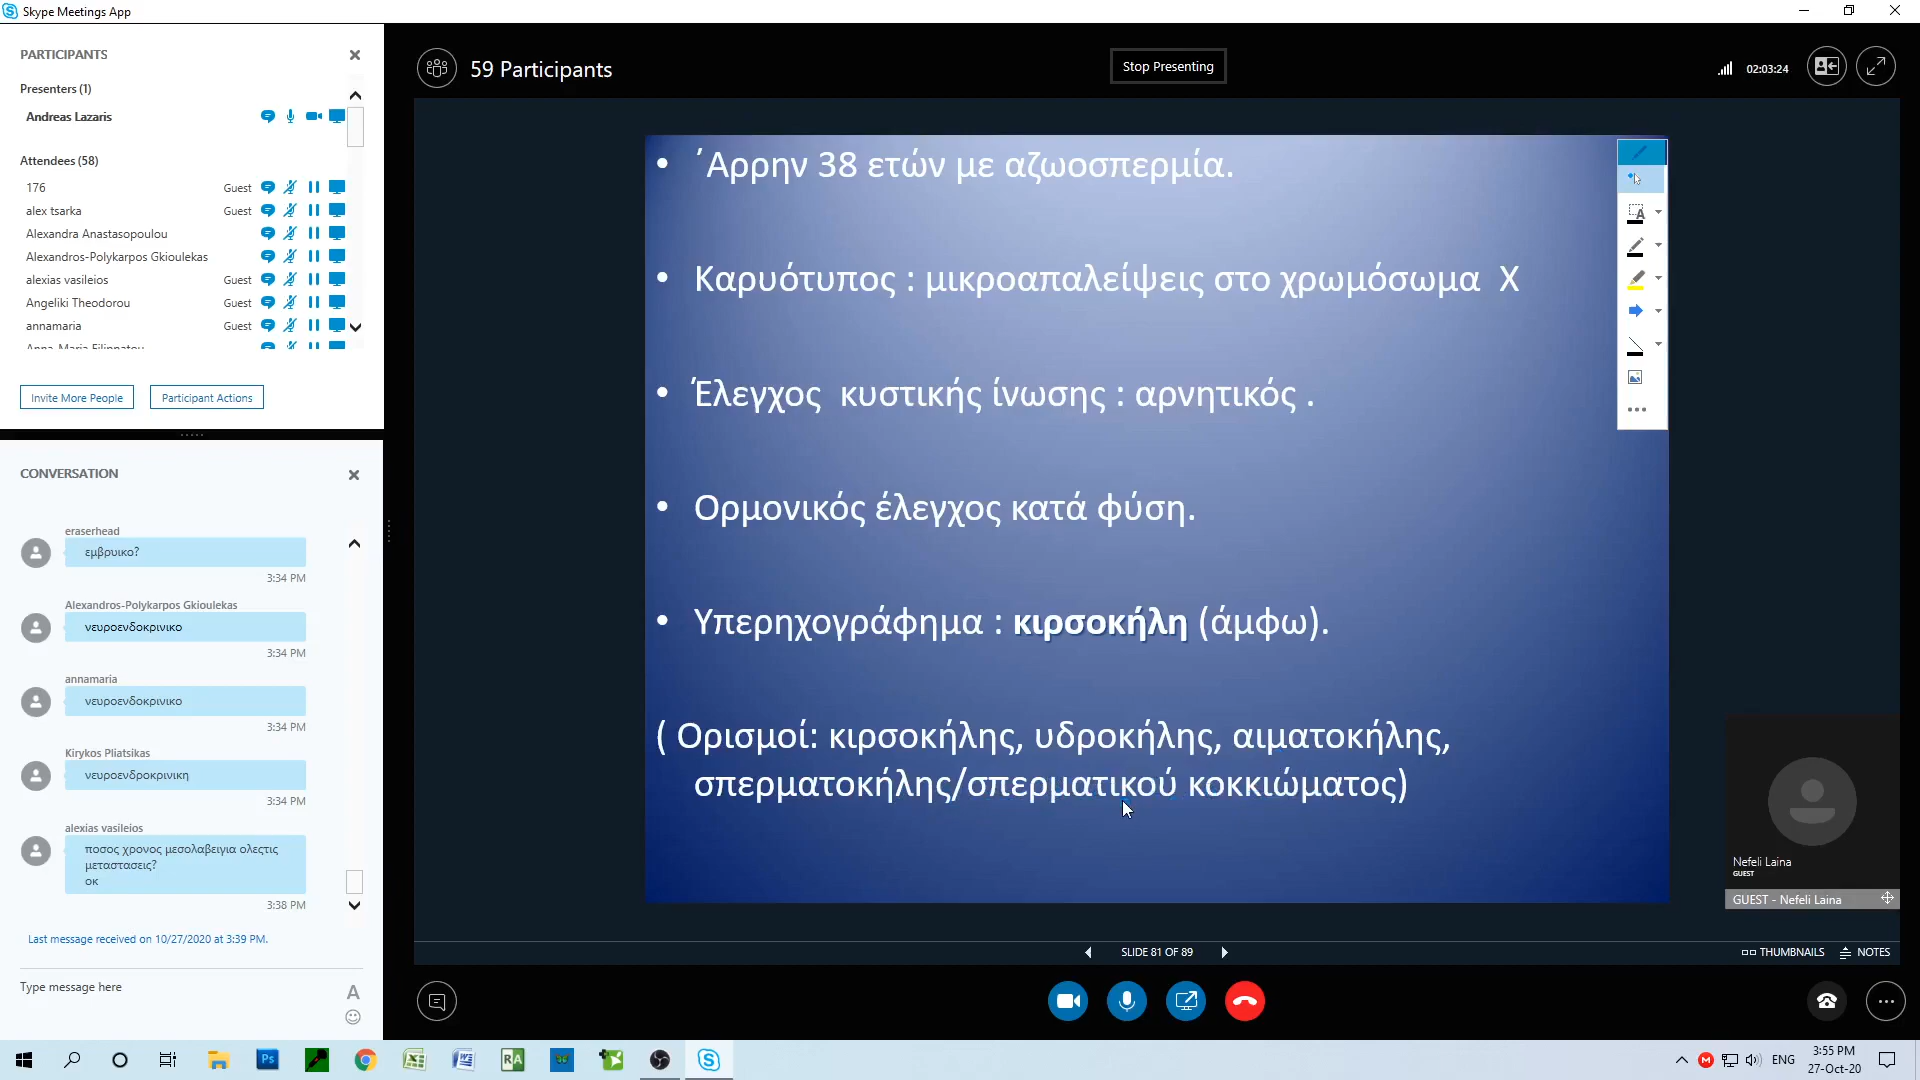 Skype Meetings App
PARTICIPANTS
Presenters (1)
Andreas Lazaris
Attendees (58)
176 Guest
alex tsarka Guest
Alexandra Anastasopoulou
Alexandros-Polykarpos Gkioulekas
alexias vasileios Guest
Angeliki Theodorou Guest
annamaria Guest
Anna-Maria Filippatou
Invite More People
Participant Actions
CONVERSATION
eraserhead
εμβρυικο?
3:34 PM
Alexandros-Polykarpos Gkioulekas
νευροενδοκρινικο
3:34 PM
annamaria
νευροενδοκρινικο
3:34 PM
Kirykos Pliatsikas
νευροενδροκρινικη
3:34 PM
alexias vasileios
ποσος χρονος μεσολαβειγια ολεςτις
μεταστασεις?
οκ
3:38 PM
Last message received on 10/27/2020 at 3:39 PM.
Type message here
59 Participants
Stop Presenting
02:03:24
• ΄Αρρην 38 ετών με αζωοσπερμία.
• Καρυότυπος : μικροαπαλείψεις στο χρωμόσωμα Χ
• Έλεγχος κυστικής ίνωσης : αρνητικός .
• Ορμονικός έλεγχος κατά φύση.
• Υπερηχογράφημα : κιρσοκήλη (άμφω).
( Ορισμοί: κιρσοκήλης, υδροκήλης, αιματοκήλης,
σπερματοκήλης/σπερματικού κοκκιώματος)
Nefeli Laina
GUEST
GUEST - Nefeli Laina
SLIDE 81 OF 89
THUMBNAILS
NOTES
ENG
3:55 PM
27-Oct-20